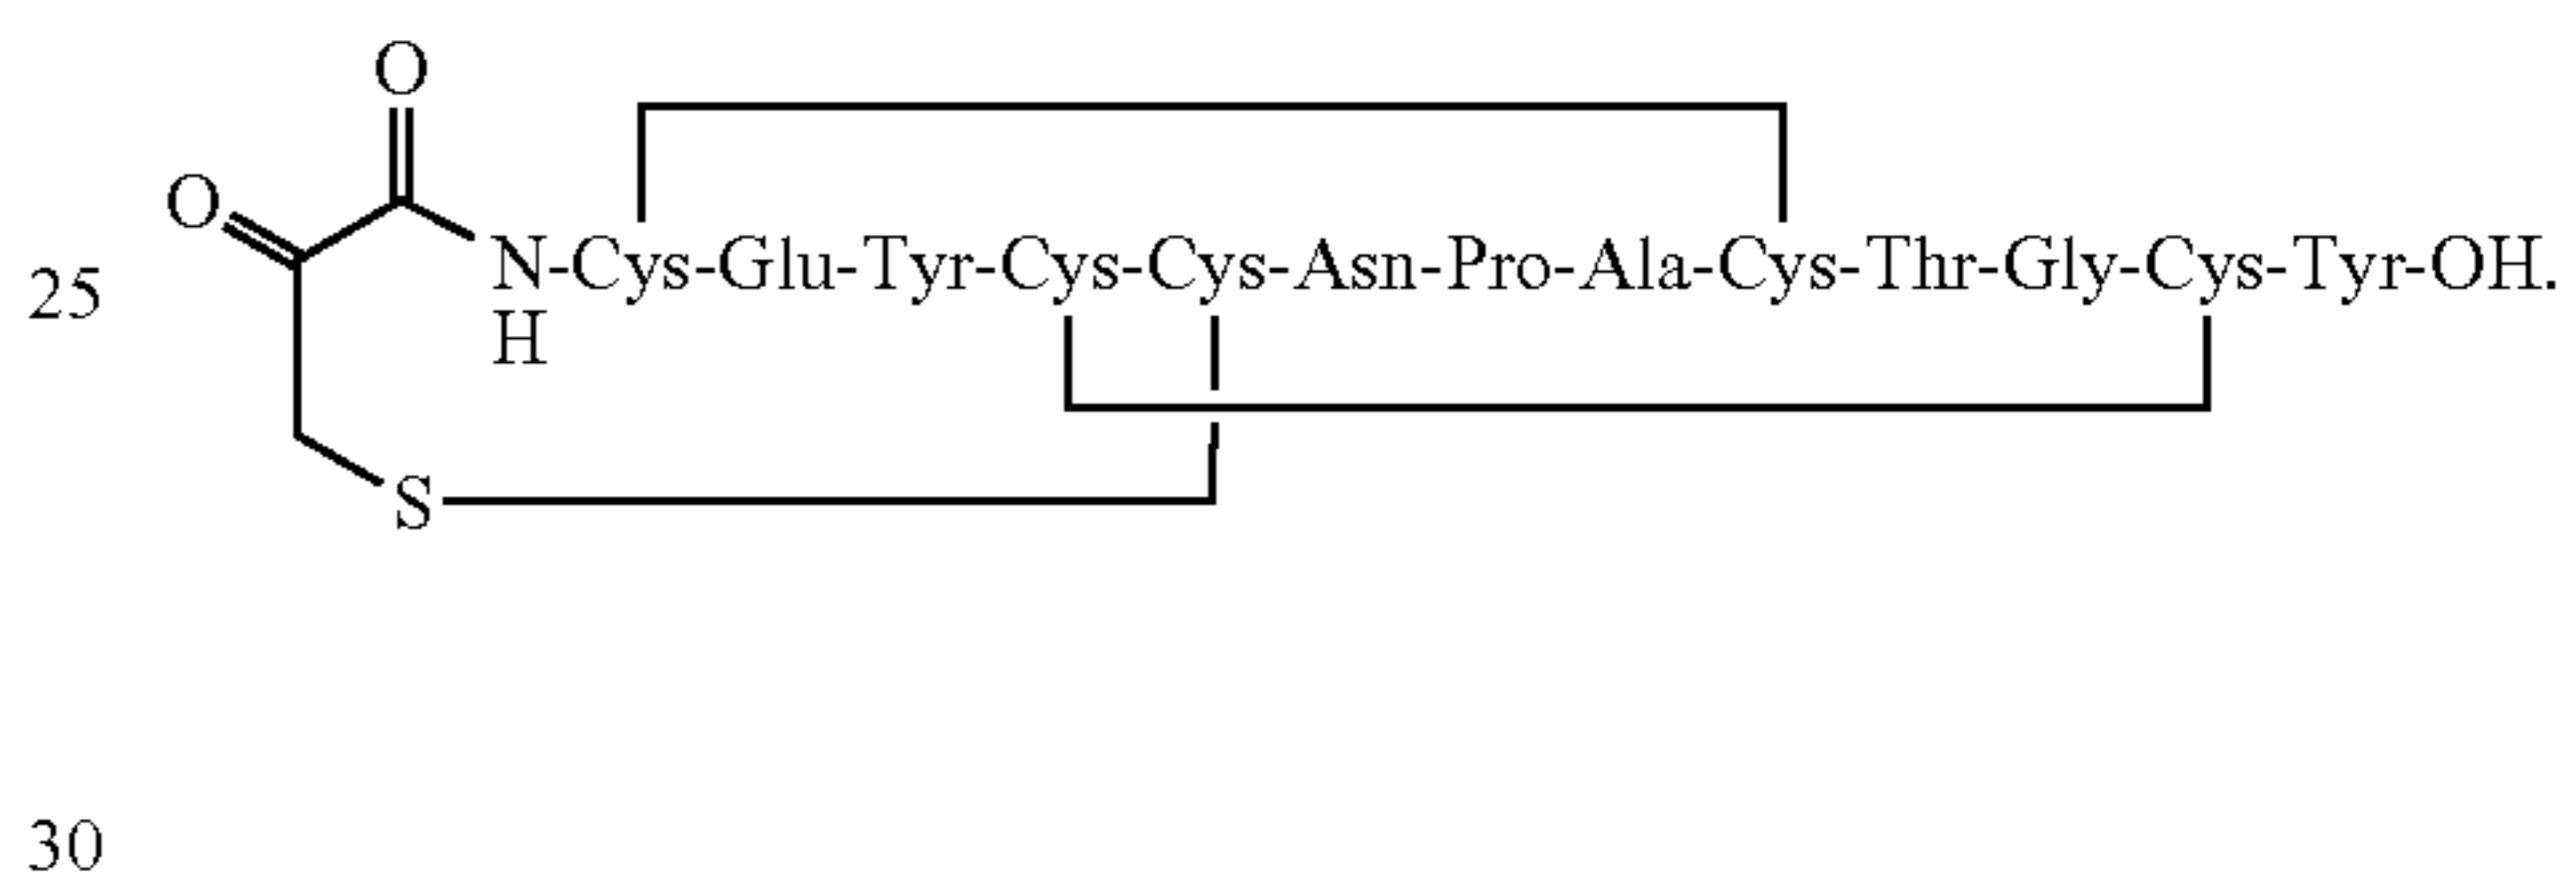 O
O
25 N-Cys-Glu-Tyr-Cys-Cys-Asn-Pro-Ala-Cys-Thr-Gly-Cys-Tyr-OH.
H
S
30